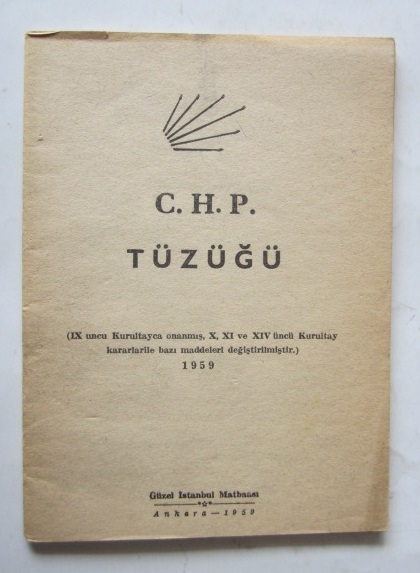 C. H. P.
TÜZÜĞÜ
(IX uncu Kurultayca onanmış, X, XI ve XIV üncü Kurultay
kararlarile bazı maddeleri değiştirilmiştir.)
1959
Güzel İstanbul Matbaası
Ankara — 1959